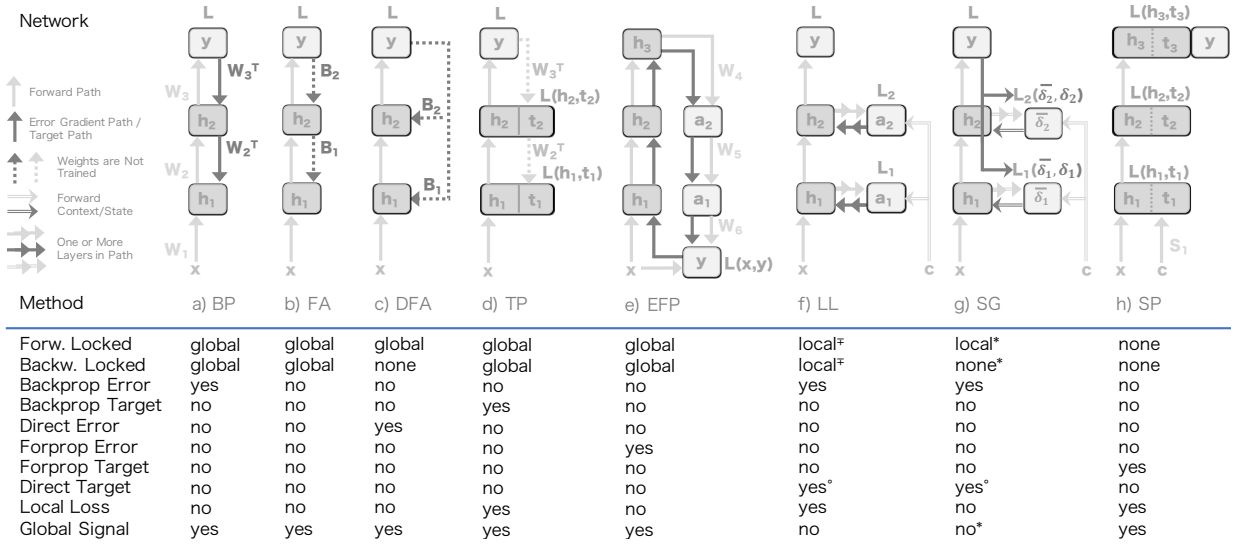 Network
Forward Path
Error Gradient Path /
Target Path
Weights are Not
Trained
Forward
Context/State
One or More
Layers in Path
L
y
W₃ᵀ
W₃
h₂
W₂ᵀ
W₂
h₁
W₁
x
L
y
B₂
h₂
B₁
h₁
x
L
y
B₂
h₂
B₁
h₁
x
L
y
W₃ᵀ
L(h₂,t₂)
h₂ t₂
W₂ᵀ
L(h₁,t₁)
h₁ t₁
x
h₃
W₄
h₂ a₂
W₅
h₁ a₁
W₆
x y L(x,y)
L
y
L₂
h₂ a₂
L₁
h₁ a₁
x c
L
y
L₂(δ̅₂, δ₂)
h₂ δ̅₂
L₁(δ̅₁, δ₁)
h₁ δ̅₁
x c
L(h₃,t₃)
h₃ t₃ y
L(h₂,t₂)
h₂ t₂
L(h₁,t₁)
h₁ t₁
S₁
x c
Method a) BP b) FA c) DFA d) TP e) EFP f) LL g) SG h) SP
Forw. Locked global global global global global local∓ local* none
Backw. Locked global global none global global local∓ none* none
Backprop Error yes no no no no yes yes no
Backprop Target no no no yes no no no no
Direct Error no no yes no no no no no
Forprop Error no no no no yes no no no
Forprop Target no no no no no no no yes
Direct Target no no no no no yes° yes° no
Local Loss no no no yes no yes no yes
Global Signal yes yes yes yes yes no no* yes